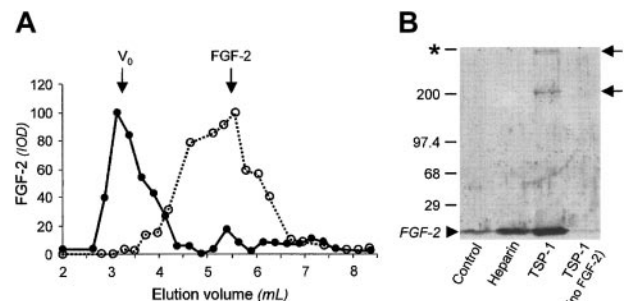 A
V0
FGF-2
FGF-2 (IOD)
120
100
80
60
40
20
0
2
3
4
5
6
7
8
Elution volume (mL)
B
*
200
97.4
68
29
FGF-2
Control
Heparin
TSP-1
TSP-1
(no FGF-2)